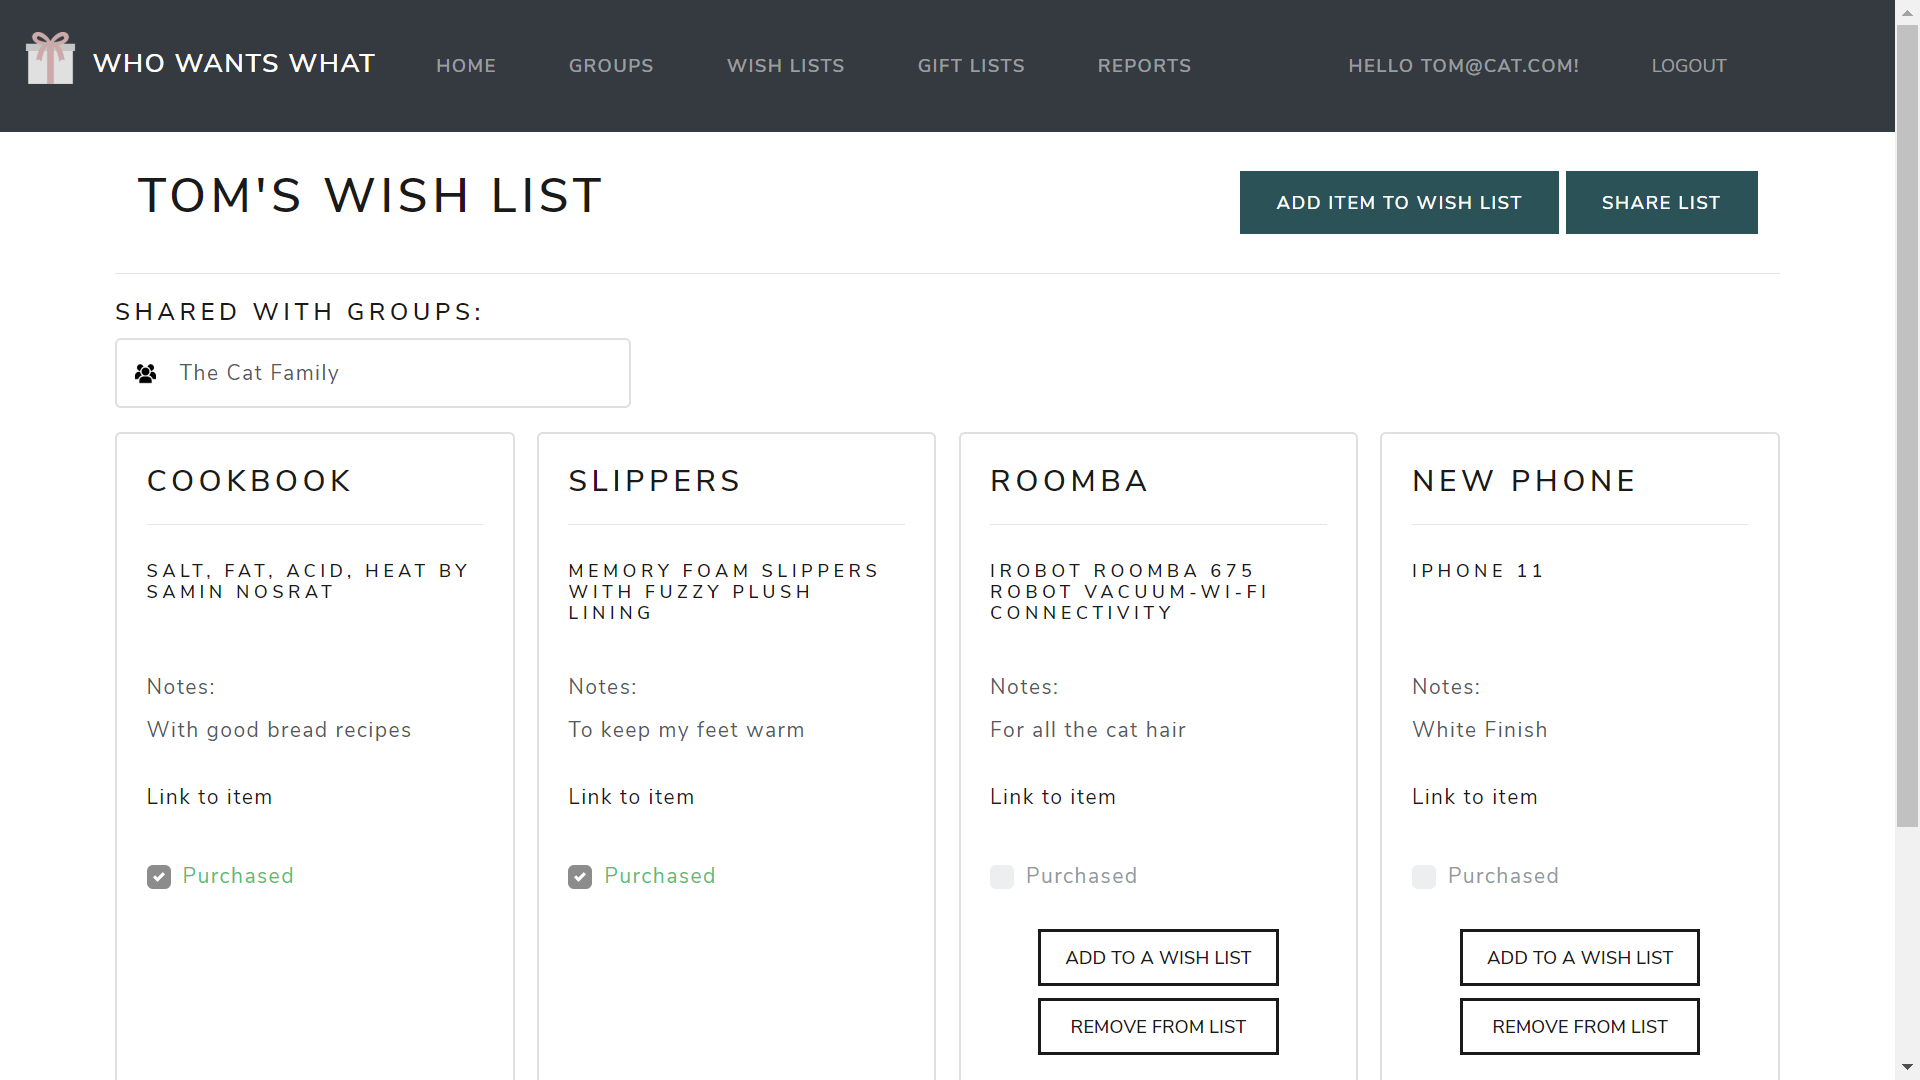 WHO WANTS WHAT
HOME
GROUPS
WISH LISTS
GIFT LISTS
REPORTS
HELLO TOM@CAT.COM!
LOGOUT
TOM'S WISH LIST
ADD ITEM TO WISH LIST
SHARE LIST
SHARED WITH GROUPS:
The Cat Family
COOKBOOK
SALT, FAT, ACID, HEAT BY
SAMIN NOSRAT
Notes:
With good bread recipes
Link to item
Purchased
SLIPPERS
MEMORY FOAM SLIPPERS
WITH FUZZY PLUSH
LINING
Notes:
To keep my feet warm
Link to item
Purchased
ROOMBA
IROBOT ROOMBA 675
ROBOT VACUUM-WI-FI
CONNECTIVITY
Notes:
For all the cat hair
Link to item
Purchased
ADD TO A WISH LIST
REMOVE FROM LIST
NEW PHONE
IPHONE 11
Notes:
White Finish
Link to item
Purchased
ADD TO A WISH LIST
REMOVE FROM LIST